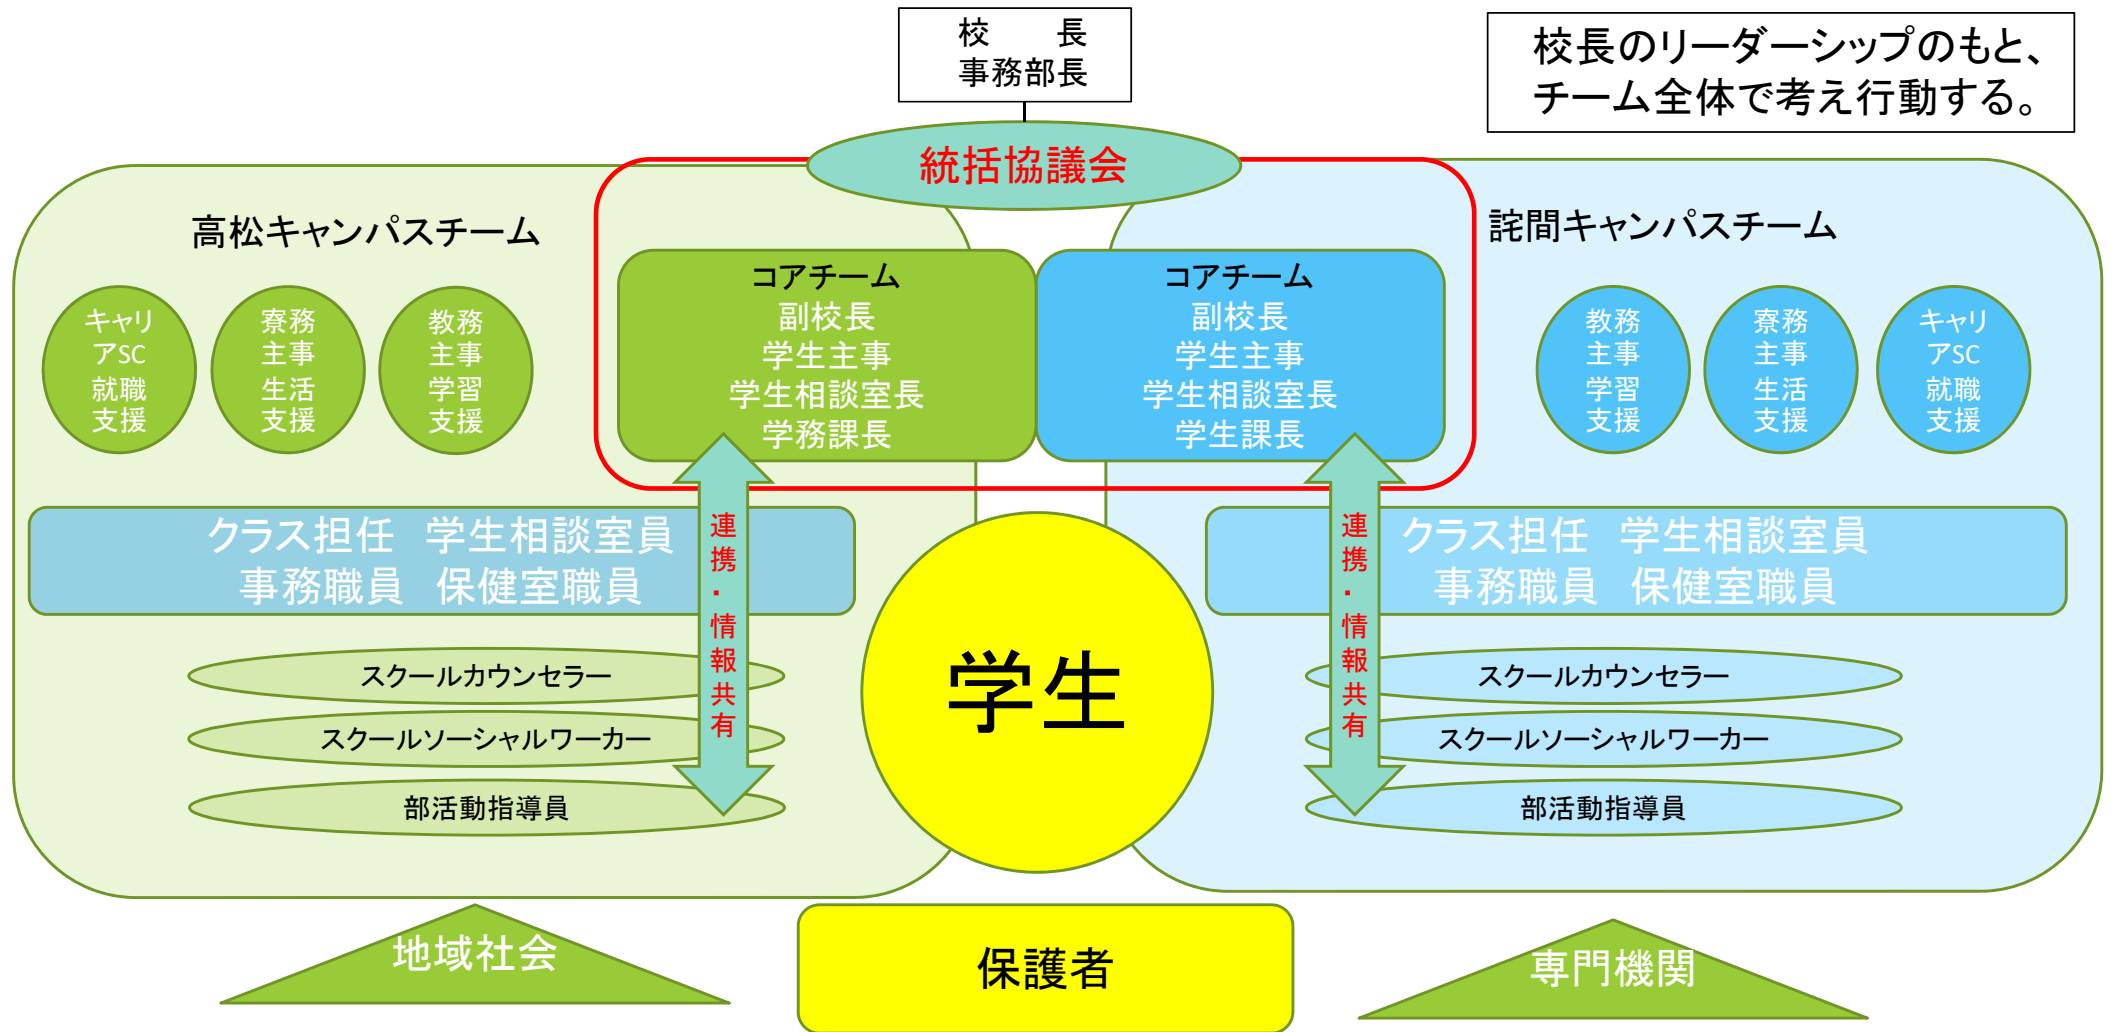 校　　長
事務部長
校長のリーダーシップのもと、
チーム全体で考え行動する。
統括協議会
高松キャンパスチーム
キャリ
アSC
就職
支援
寮務
主事
生活
支援
教務
主事
学習
支援
コアチーム
副校長
学生主事
学生相談室長
学務課長
コアチーム
副校長
学生主事
学生相談室長
学生課長
詫間キャンパスチーム
教務
主事
学習
支援
寮務
主事
生活
支援
キャリ
アSC
就職
支援
クラス担任　学生相談室員
事務職員　保健室職員
連携・情報共有
スクールカウンセラー
スクールソーシャルワーカー
部活動指導員
学生
クラス担任　学生相談室員
事務職員　保健室職員
連携・情報共有
スクールカウンセラー
スクールソーシャルワーカー
部活動指導員
地域社会
保護者
専門機関